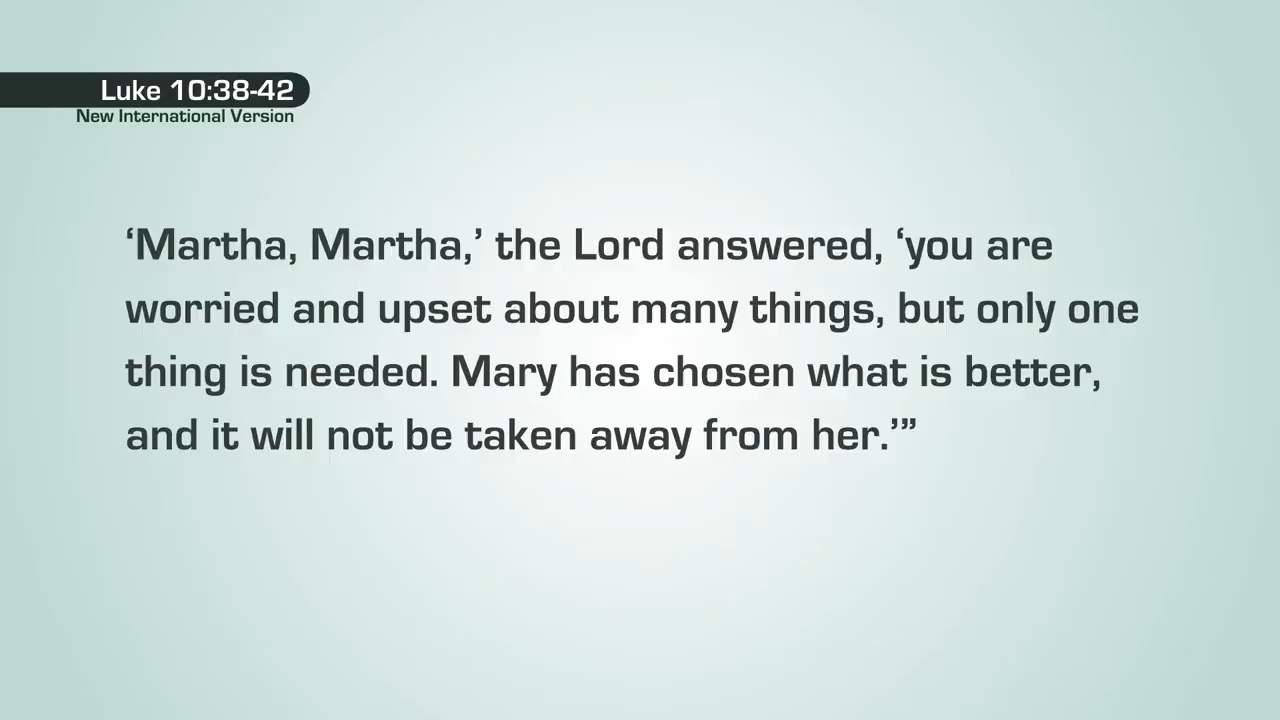 Luke 10:38-42
New International Version
‘Martha, Martha,’ the Lord answered, ‘you are
worried and upset about many things, but only one
thing is needed. Mary has chosen what is better,
and it will not be taken away from her.’”